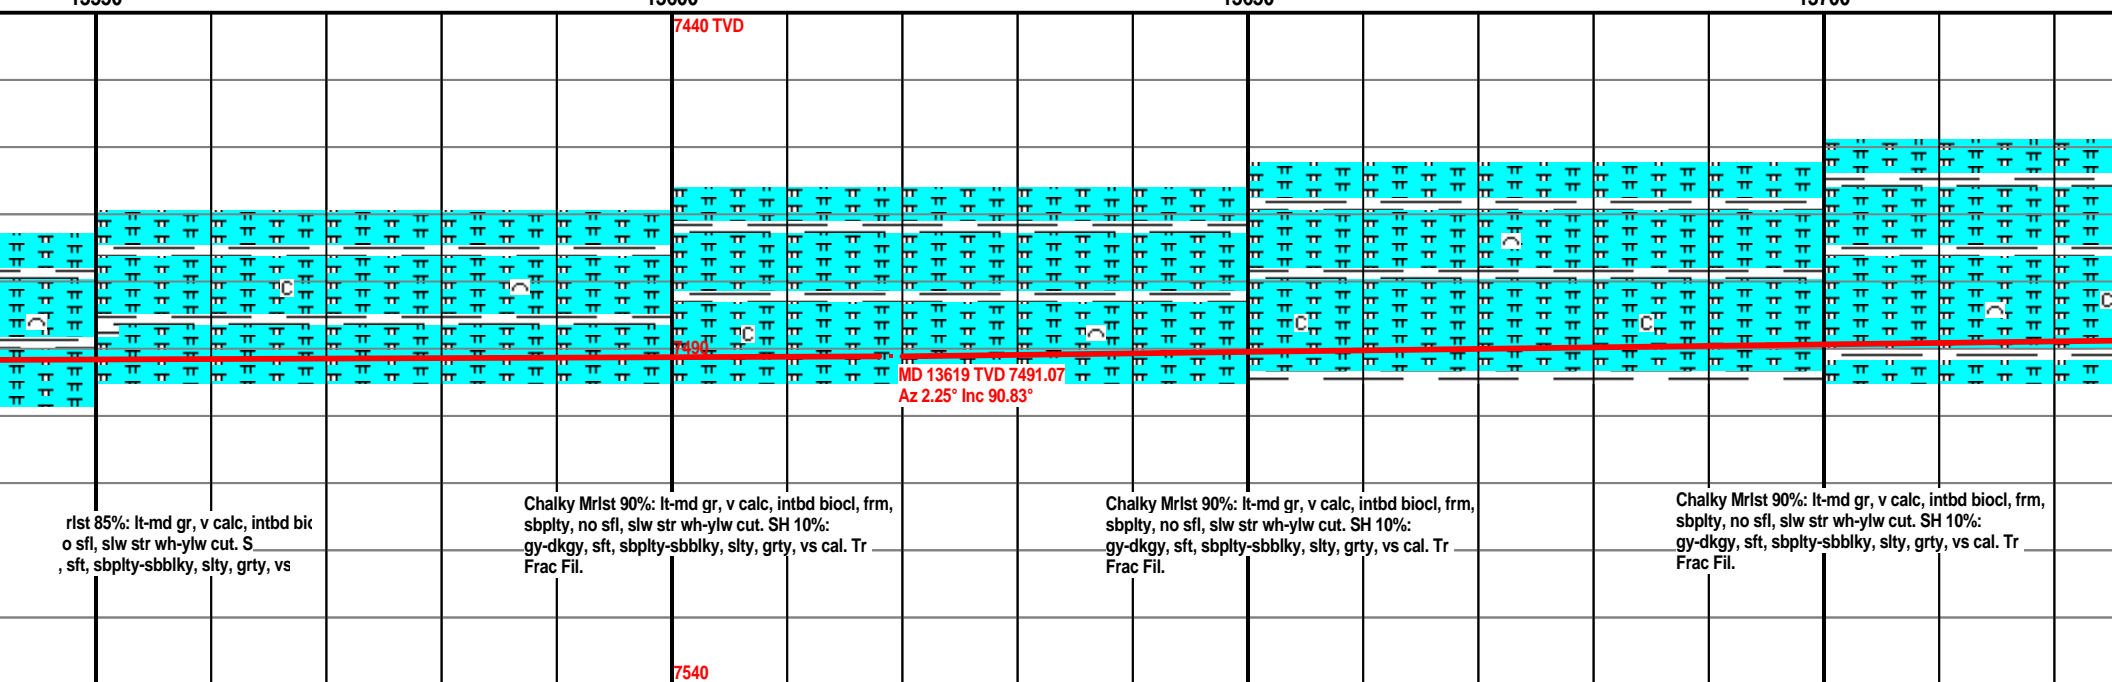 13550 13600 13650 13700
7440 TVD
7490
MD 13619 TVD 7491.07
Az 2.25° Inc 90.83°
rlst 85%: lt-md gr, v calc, intbd bio
o sfl, slw str wh-ylw cut. S
, sft, sbplty-sbblky, slty, grty, vs
Chalky Mrlst 90%: lt-md gr, v calc, intbd biocl, frm,
sbplty, no sfl, slw str wh-ylw cut. SH 10%:
gy-dkgy, sft, sbplty-sbblky, slty, grty, vs cal. Tr
Frac Fil.
Chalky Mrlst 90%: lt-md gr, v calc, intbd biocl, frm,
sbplty, no sfl, slw str wh-ylw cut. SH 10%:
gy-dkgy, sft, sbplty-sbblky, slty, grty, vs cal. Tr
Frac Fil.
Chalky Mrlst 90%: lt-md gr, v calc, intbd biocl, frm,
sbplty, no sfl, slw str wh-ylw cut. SH 10%:
gy-dkgy, sft, sbplty-sbblky, slty, grty, vs cal. Tr
Frac Fil.
7540
C
C
C
C
C